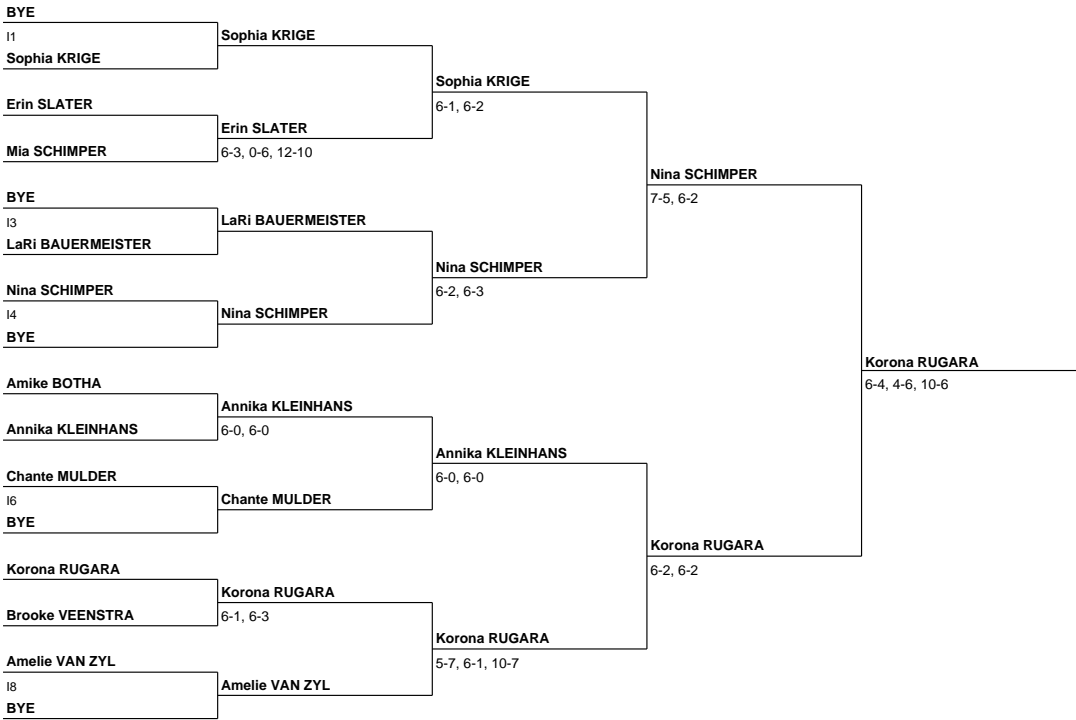 BYE
I1
Sophia KRIGE
Sophia KRIGE
Sophia KRIGE
6-1, 6-2
Erin SLATER
Erin SLATER
Mia SCHIMPER
6-3, 0-6, 12-10
Nina SCHIMPER
7-5, 6-2
BYE
I3
LaRi BAUERMEISTER
LaRi BAUERMEISTER
Nina SCHIMPER
6-2, 6-3
Nina SCHIMPER
I4
Nina SCHIMPER
BYE
Korona RUGARA
6-4, 4-6, 10-6
Amike BOTHA
Annika KLEINHANS
Annika KLEINHANS
6-0, 6-0
Annika KLEINHANS
6-0, 6-0
Chante MULDER
I6
Chante MULDER
BYE
Korona RUGARA
6-2, 6-2
Korona RUGARA
Korona RUGARA
Brooke VEENSTRA
6-1, 6-3
Korona RUGARA
5-7, 6-1, 10-7
Amelie VAN ZYL
I8
Amelie VAN ZYL
BYE